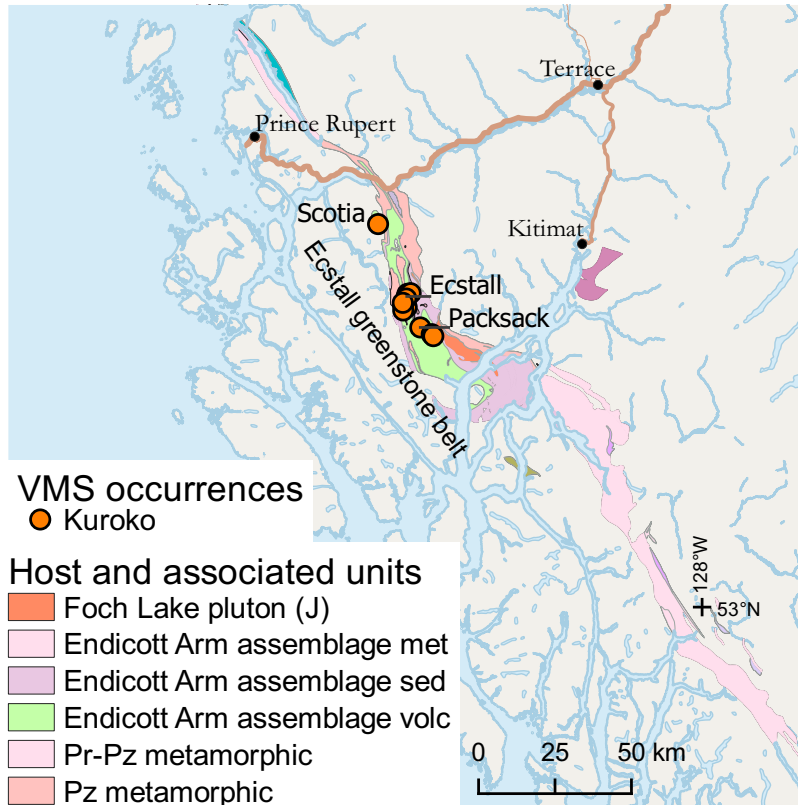 Terrace
Prince Rupert
Scotia
Kitimat
Ecstall
Packsack
Ecstall greenstone belt
VMS occurrences
Kuroko
Host and associated units
Foch Lake pluton (J)
Endicott Arm assemblage met
Endicott Arm assemblage sed
Endicott Arm assemblage volc
Pr-Pz metamorphic
Pz metamorphic
128°W
53°N
0 25 50 km